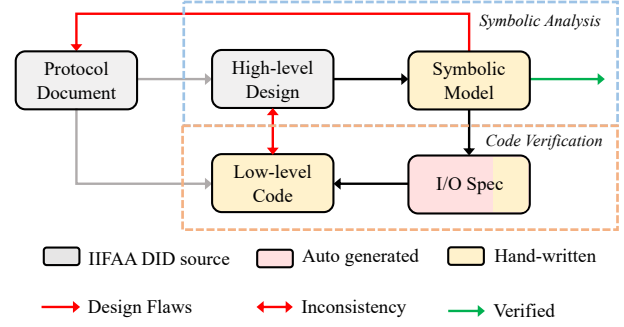 Symbolic Analysis
Protocol
Document
High-level
Design
Symbolic
Model
Code Verification
Low-level
Code
I/O Spec
IIFAA DID source
Auto generated
Hand-written
Design Flaws
Inconsistency
Verified